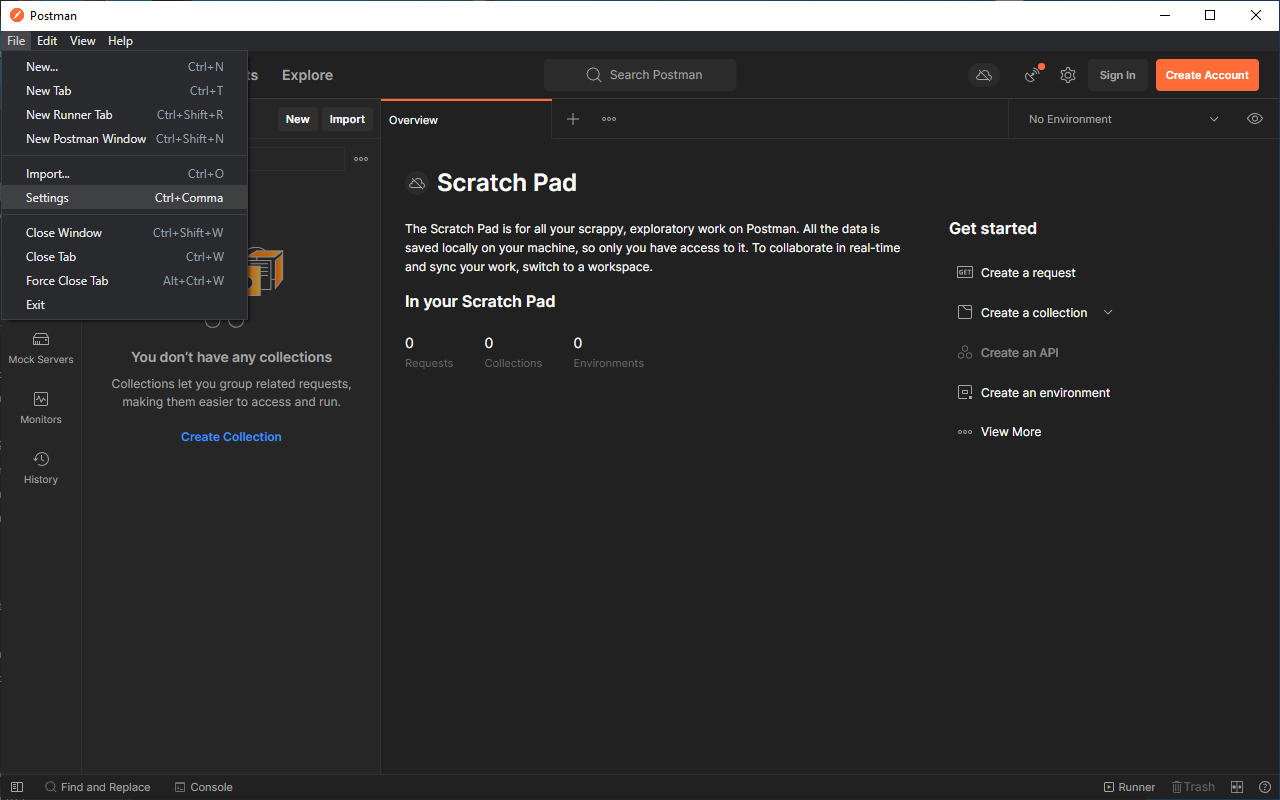 Postman
File Edit View Help
New... Ctrl+N
New Tab Ctrl+T
New Runner Tab Ctrl+Shift+R
New Postman Window Ctrl+Shift+N
Import... Ctrl+O
Settings Ctrl+Comma
Close Window Ctrl+Shift+W
Close Tab Ctrl+W
Force Close Tab Alt+Ctrl+W
Exit
Explore
Search Postman
Sign In
Create Account
New Import
Overview
No Environment
Mock Servers
Monitors
History
You don't have any collections
Collections let you group related requests,
making them easier to access and run.
Create Collection
Scratch Pad
The Scratch Pad is for all your scrappy, exploratory work on Postman. All the data is
saved locally on your machine, so only you have access to it. To collaborate in real-time
and sync your work, switch to a workspace.
In your Scratch Pad
0 0 0
Requests Collections Environments
Get started
GET Create a request
Create a collection
Create an API
Create an environment
View More
Find and Replace Console
Runner Trash